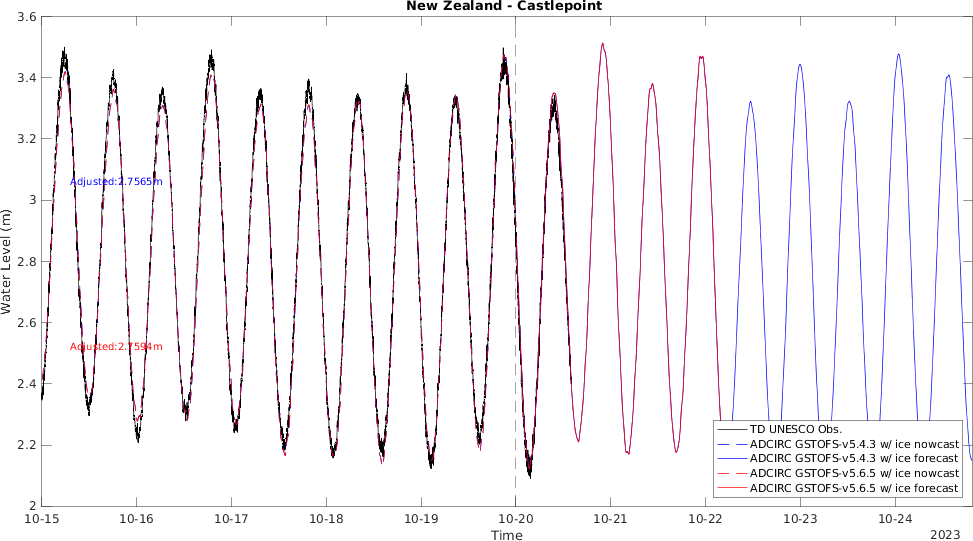 New Zealand - Castlepoint
3.6
3.4
3.2
3
2.8
2.6
2.4
2.2
2
Water Level (m)
Adjusted:2.7565m
Adjusted:2.7594m
TD UNESCO Obs.
ADCIRC GSTOFS-v5.4.3 w/ ice nowcast
ADCIRC GSTOFS-v5.4.3 w/ ice forecast
ADCIRC GSTOFS-v5.6.5 w/ ice nowcast
ADCIRC GSTOFS-v5.6.5 w/ ice forecast
10-15 10-16 10-17 10-18 10-19 10-20 10-21 10-22 10-23 10-24
Time
2023